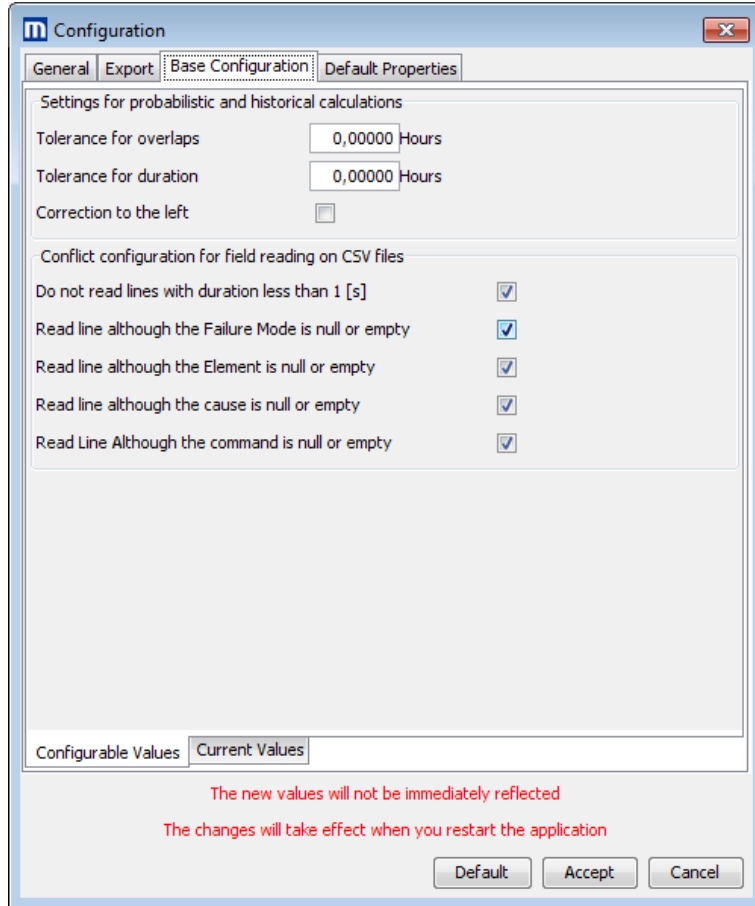 m Configuration
General Export Base Configuration Default Properties
Settings for probabilistic and historical calculations
Tolerance for overlaps 0,00000 Hours
Tolerance for duration 0,00000 Hours
Correction to the left
Conflict configuration for field reading on CSV files
Do not read lines with duration less than 1 [s]
Read line although the Failure Mode is null or empty
Read line although the Element is null or empty
Read line although the cause is null or empty
Read Line Although the command is null or empty
Configurable Values Current Values
The new values will not be immediately reflected
The changes will take effect when you restart the application
Default Accept Cancel